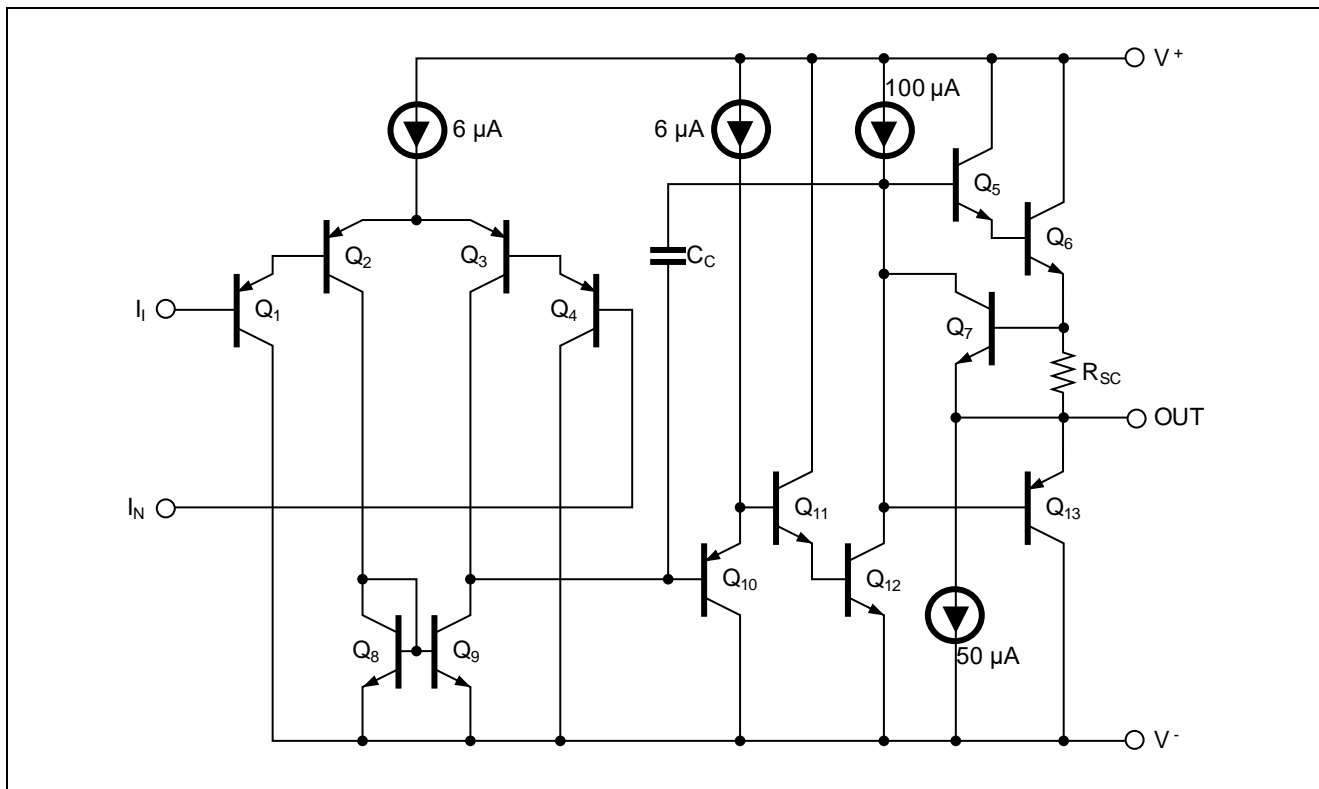 V+
100 µA
6 µA
6 µA
Q5
Q2
Q3
CC
Q6
II
Q1
Q4
Q7
RSC
OUT
IN
Q11
Q13
Q10
Q12
Q8
Q9
50 µA
V-